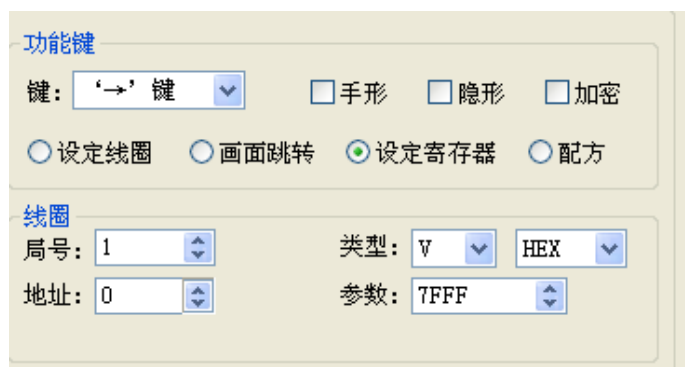 功能键
键： ‘→’ 键 手形 隐形 加密
设定线圈 画面跳转 设定寄存器 配方
线圈
局号： 1 类型： V HEX
地址： 0 参数： 7FFF